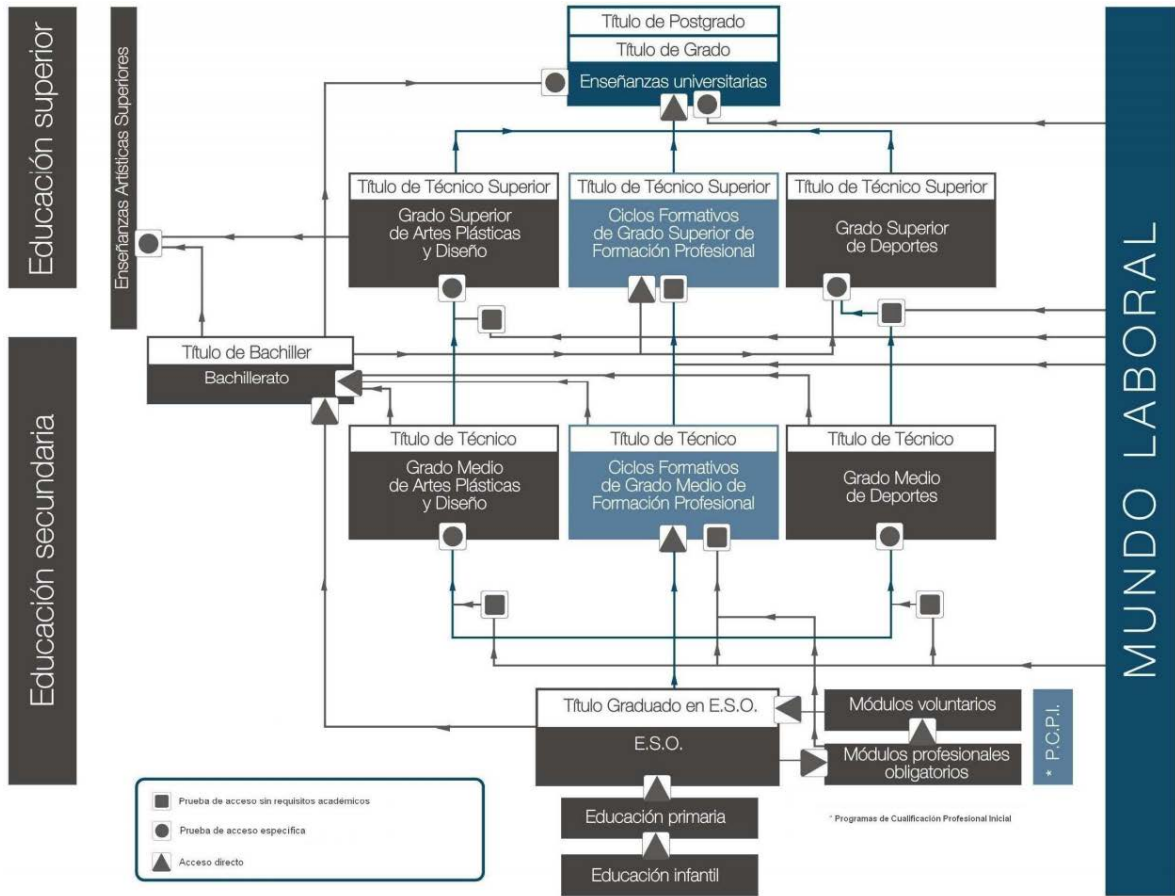 Educación superior
Enseñanzas Artísticas Superiores
Título de Postgrado
Título de Grado
Enseñanzas universitarias
Título de Técnico Superior
Grado Superior
de Artes Plásticas
y Diseño
Título de Técnico Superior
Ciclos Formativos
de Grado Superior de
Formación Profesional
Título de Técnico Superior
Grado Superior
de Deportes
MUNDO LABORAL
Educación secundaria
Título de Bachiller
Bachillerato
Título de Técnico
Grado Medio
de Artes Plásticas
y Diseño
Título de Técnico
Ciclos Formativos
de Grado Medio de
Formación Profesional
Título de Técnico
Grado Medio
de Deportes
Título Graduado en E.S.O.
E.S.O.
Módulos voluntarios
Módulos profesionales
obligatorios
* P.C.P.I.
Educación primaria
Educación infantil
* Programas de Cualificación Profesional Inicial
Prueba de acceso sin requisitos académicos
Prueba de acceso específica
Acceso directo